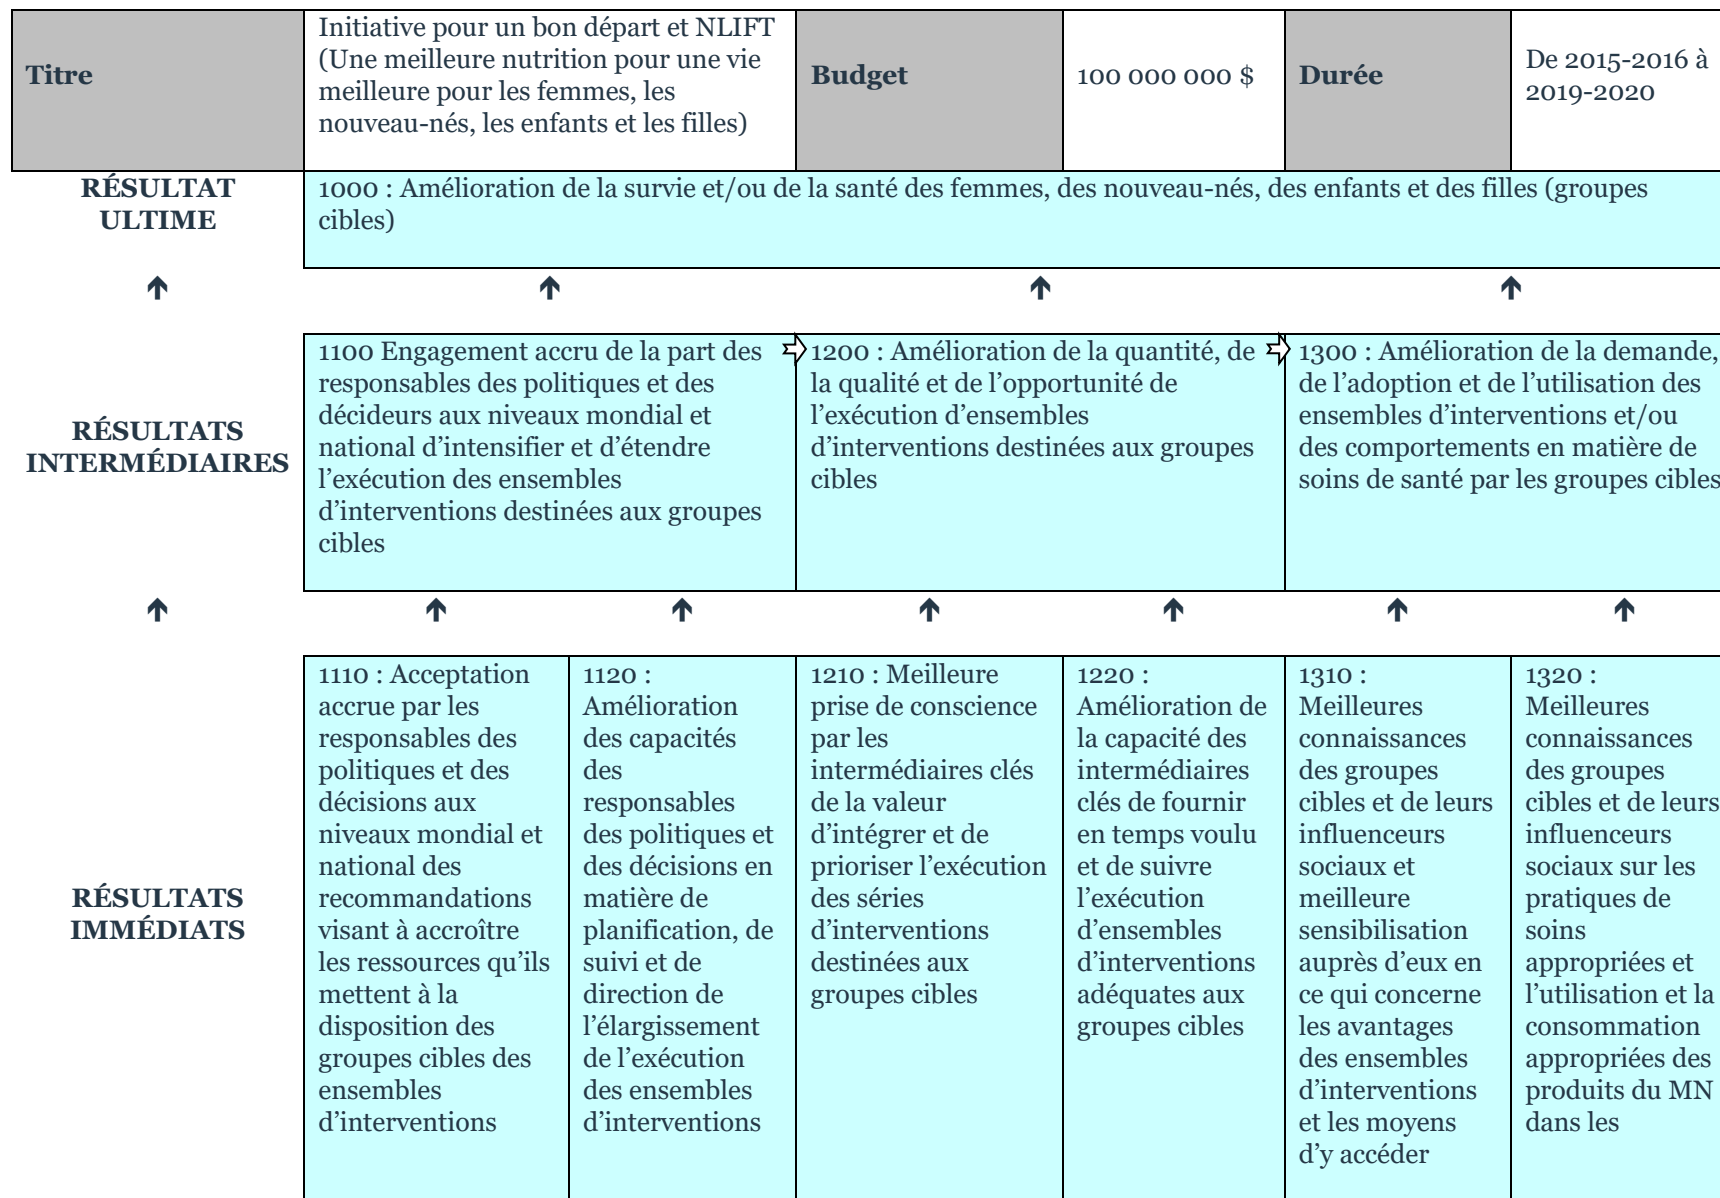 Titre
Initiative pour un bon départ et NLIFT
(Une meilleure nutrition pour une vie
meilleure pour les femmes, les
nouveau-nés, les enfants et les filles)
Budget
100 000 000 $
Durée
De 2015-2016 à
2019-2020
RÉSULTAT
ULTIME
1000 : Amélioration de la survie et/ou de la santé des femmes, des nouveau-nés, des enfants et des filles (groupes
cibles)
RÉSULTATS
INTERMÉDIAIRES
1100 Engagement accru de la part des
responsables des politiques et des
décideurs aux niveaux mondial et
national d’intensifier et d’étendre
l’exécution des ensembles
d’interventions destinées aux groupes
cibles
1200 : Amélioration de la quantité, de
la qualité et de l’opportunité de
l’exécution d’ensembles
d’interventions destinées aux groupes
cibles
1300 : Amélioration de la demande,
de l’adoption et de l’utilisation des
ensembles d’interventions et/ou
des comportements en matière de
soins de santé par les groupes cibles
RÉSULTATS
IMMÉDIATS
1110 : Acceptation
accrue par les
responsables des
politiques et des
décisions aux
niveaux mondial et
national des
recommandations
visant à accroître
les ressources qu’ils
mettent à la
disposition des
groupes cibles des
ensembles
d’interventions
1120 :
Amélioration
des capacités
des
responsables
des politiques et
des décisions en
matière de
planification, de
suivi et de
direction de
l’élargissement
de l’exécution
des ensembles
d’interventions
1210 : Meilleure
prise de conscience
par les
intermédiaires clés
de la valeur
d’intégrer et de
prioriser l’exécution
des séries
d’interventions
destinées aux
groupes cibles
1220 :
Amélioration de
la capacité des
intermédiaires
clés de fournir
en temps voulu
et de suivre
l’exécution
d’ensembles
d’interventions
adéquates aux
groupes cibles
1310 :
Meilleures
connaissances
des groupes
cibles et de leurs
influenceurs
sociaux et
meilleure
sensibilisation
auprès d’eux en
ce qui concerne
les avantages
des ensembles
d’interventions
et les moyens
d’y accéder
1320 :
Meilleures
connaissances
des groupes
cibles et de leurs
influenceurs
sociaux sur les
pratiques de
soins
appropriées et
l’utilisation et la
consommation
appropriées des
produits du MN
dans les